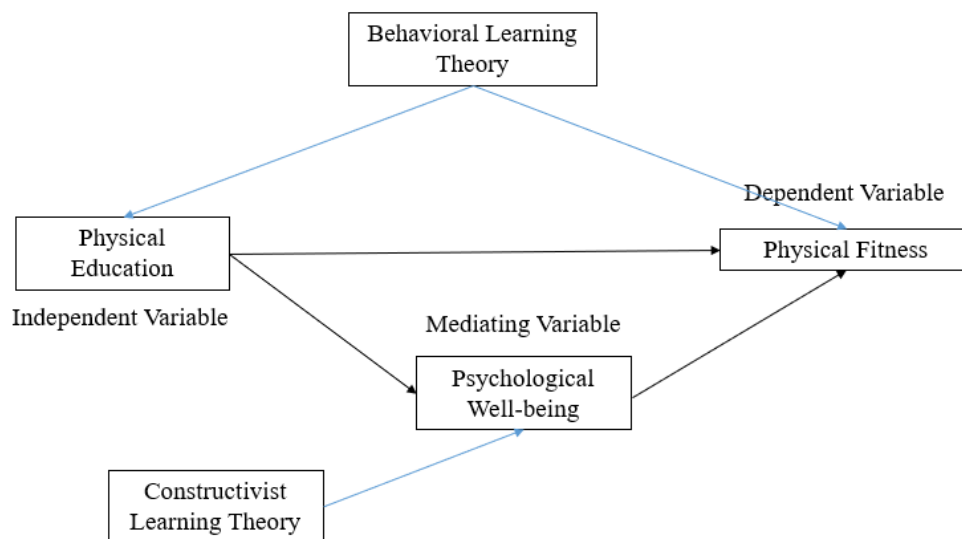 Behavioral Learning
Theory
Dependent Variable
Physical
Education
Physical Fitness
Independent Variable
Mediating Variable
Psychological
Well-being
Constructivist
Learning Theory